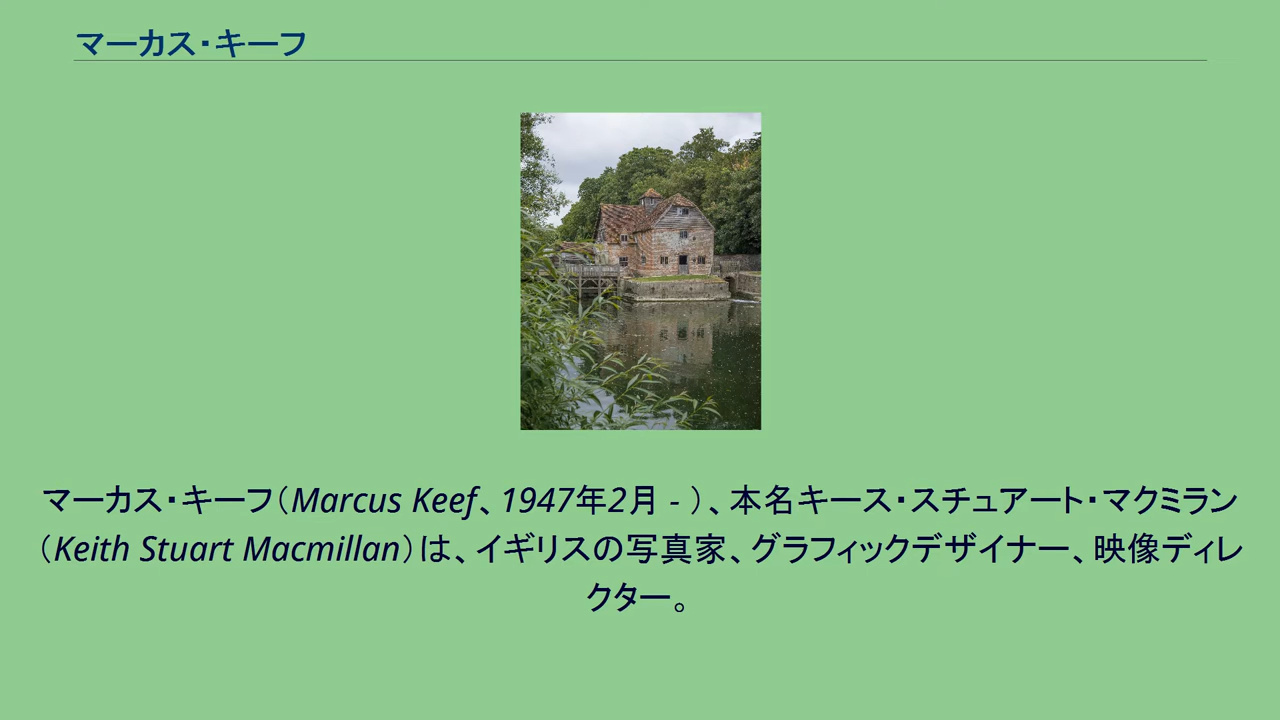 マーカス・キーフ
マーカス・キーフ（Marcus Keef、1947年2月 - ）、本名キース・スチュアート・マクミラン
（Keith Stuart Macmillan）は、イギリスの写真家、グラフィックデザイナー、映像ディレ
クター。